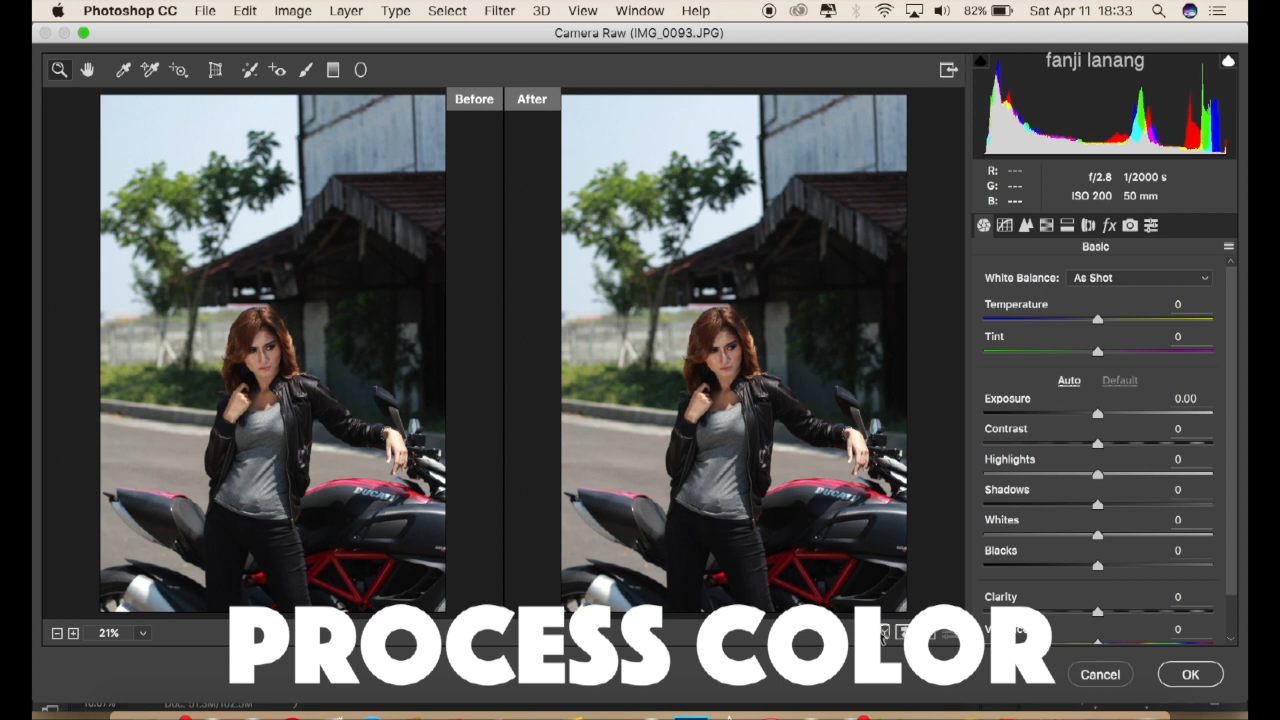 Photoshop CC File Edit Image Layer Type Select Filter 3D View Window Help 82% Sat Apr 11 18:33
Camera Raw (IMG_0093.JPG)
fanji lanang
Before After
R: ---
G: ---
B: ---
f/2.8 1/2000 s
ISO 200 50 mm
fx
Basic
White Balance: As Shot
Temperature 0
Tint 0
Auto Default
Exposure 0.00
Contrast 0
Highlights 0
Shadows 0
Whites 0
Blacks 0
Clarity 0
0
DUCATI
DUCATI
21%
PROCESS COLOR
Cancel OK